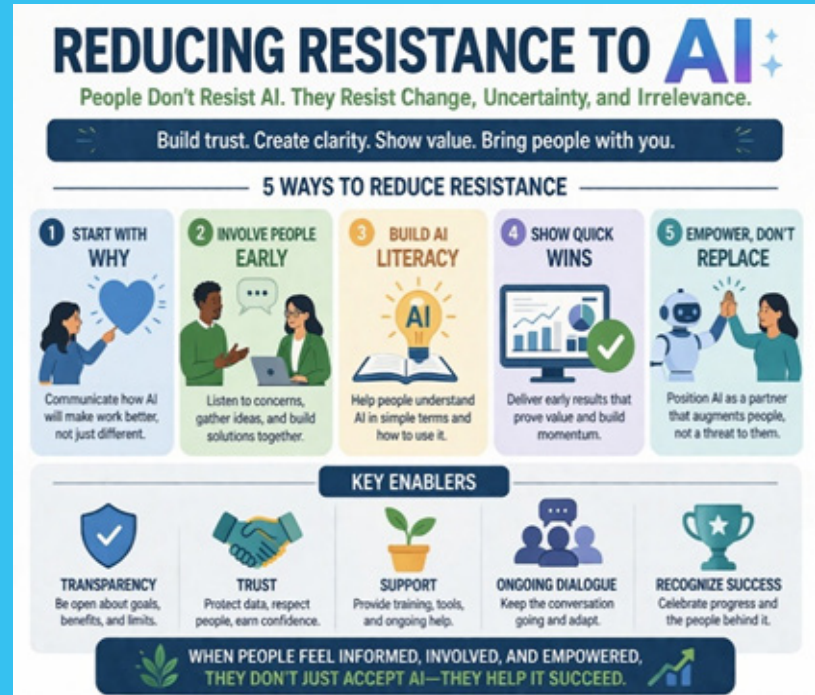 REDUCING RESISTANCE TO AI
People Don't Resist AI. They Resist Change, Uncertainty, and Irrelevance.
Build trust. Create clarity. Show value. Bring people with you.
5 WAYS TO REDUCE RESISTANCE
1 START WITH
WHY
Communicate how AI
will make work better,
not just different.
2 INVOLVE PEOPLE
EARLY
Listen to concerns,
gather ideas, and build
solutions together.
3 BUILD AI
LITERACY
AI
Help people understand
AI in simple terms and
how to use it.
4 SHOW QUICK
WINS
Deliver early results that
prove value and build
momentum.
5 EMPOWER, DON'T
REPLACE
Position AI as a partner
that augments people,
not a threat to them.
KEY ENABLERS
TRANSPARENCY
Be open about goals,
benefits, and limits.
TRUST
Protect data, respect
people, earn confidence.
SUPPORT
Provide training, tools,
and ongoing help.
ONGOING DIALOGUE
Keep the conversation
going and adapt.
RECOGNIZE SUCCESS
Celebrate progress and
the people behind it.
WHEN PEOPLE FEEL INFORMED, INVOLVED, AND EMPOWERED,
THEY DON'T JUST ACCEPT AI—THEY HELP IT SUCCEED.